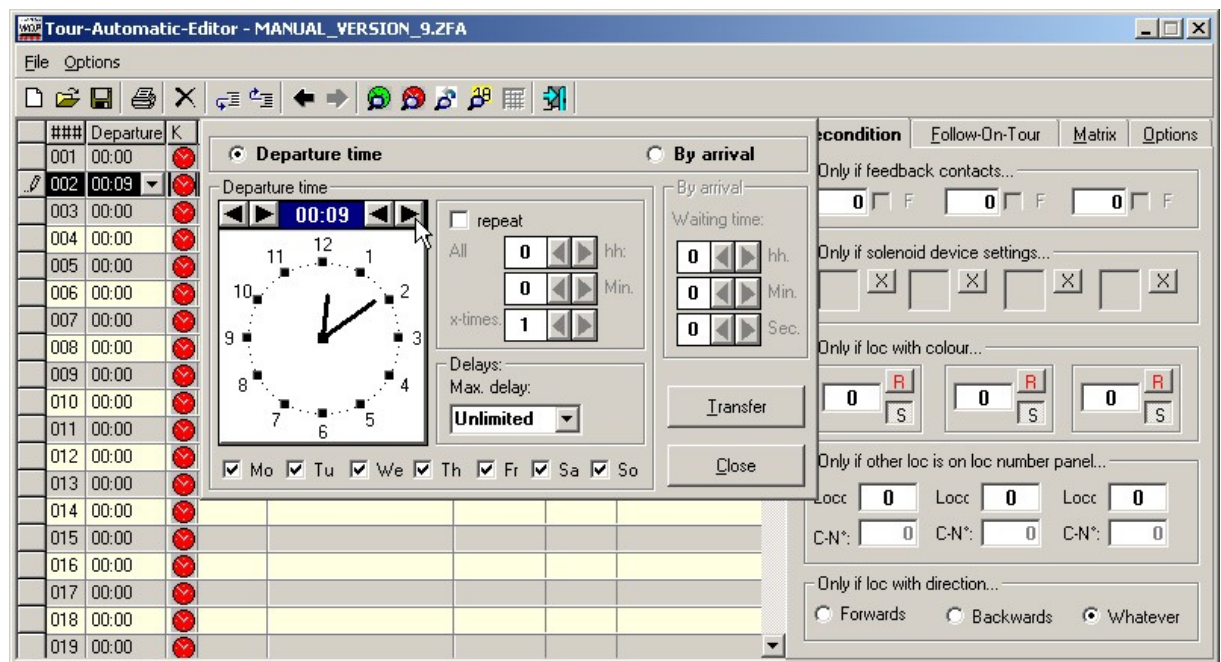 Tour-Automatic-Editor - MANUAL_VERSION_9.ZFA
File Options
### Departure K
001 00:00
002 00:09
003 00:00
004 00:00
005 00:00
006 00:00
007 00:00
008 00:00
009 00:00
010 00:00
011 00:00
012 00:00
013 00:00
014 00:00
015 00:00
016 00:00
017 00:00
018 00:00
019 00:00
Departure time By arrival
Departure time
00:09
12
11 1
10 2
9 3
8 4
7 5
6
repeat
All 0 hh:
0 Min.
x-times. 1
Delays:
Max. delay:
Unlimited
Mo Tu We Th Fr Sa So
By arrival
Waiting time:
0 hh.
0 Min.
0 Sec.
Transfer
Close
econdition Follow-On-Tour Matrix Options
Only if feedback contacts...
0 F 0 F 0 F
Only if solenoid device settings...
X X X X
Only if loc with colour...
0 R S 0 R S 0 R S
Only if other loc is on loc number panel...
Locc 0 Locc 0 Locc 0
C-N°: 0 C-N°: 0 C-N°: 0
Only if loc with direction...
Forwards Backwards Whatever